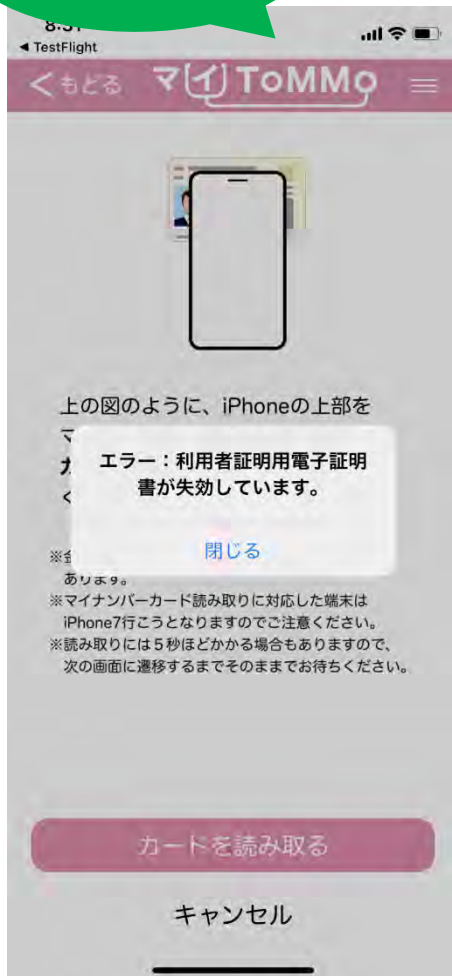 TestFlight
もどる マイToMMo
上の図のように、iPhoneの上部を
エラー：利用者証明用電子証明
書が失効しています。
閉じる
あります。
※マイナンバーカード読み取りに対応した端末は
iPhone7行こうとなりますのでご注意ください。
※読み取りには５秒ほどかかる場合もありますので、
次の画面に遷移するまでそのままでお待ちください。
カードを読み取る
キャンセル